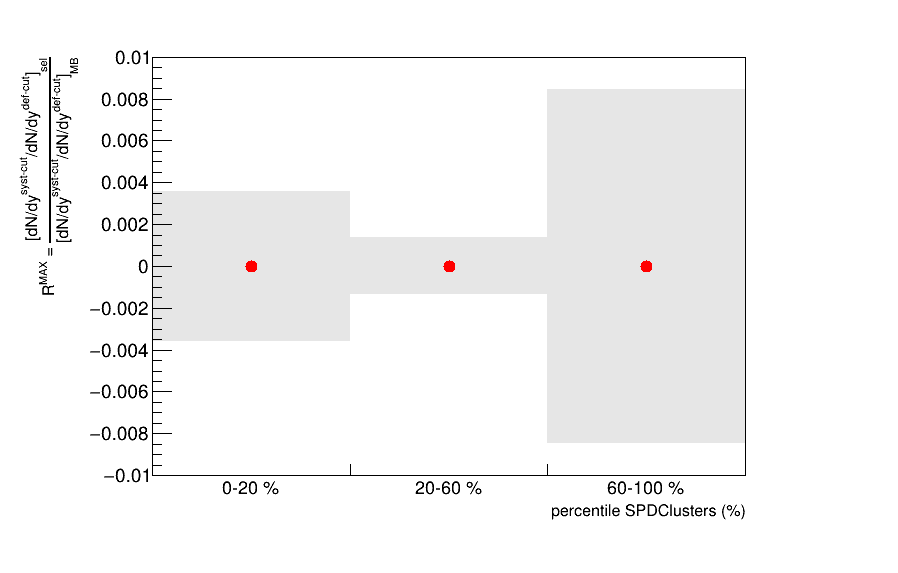 R^MAX = [dN/dy^syst-cut/dN/dy^def-cut]_sel
[dN/dy^syst-cut/dN/dy^def-cut]_MB
0.01
0.008
0.006
0.004
0.002
0
−0.002
−0.004
−0.006
−0.008
−0.01
0-20 % 20-60 % 60-100 %
percentile SPDClusters (%)